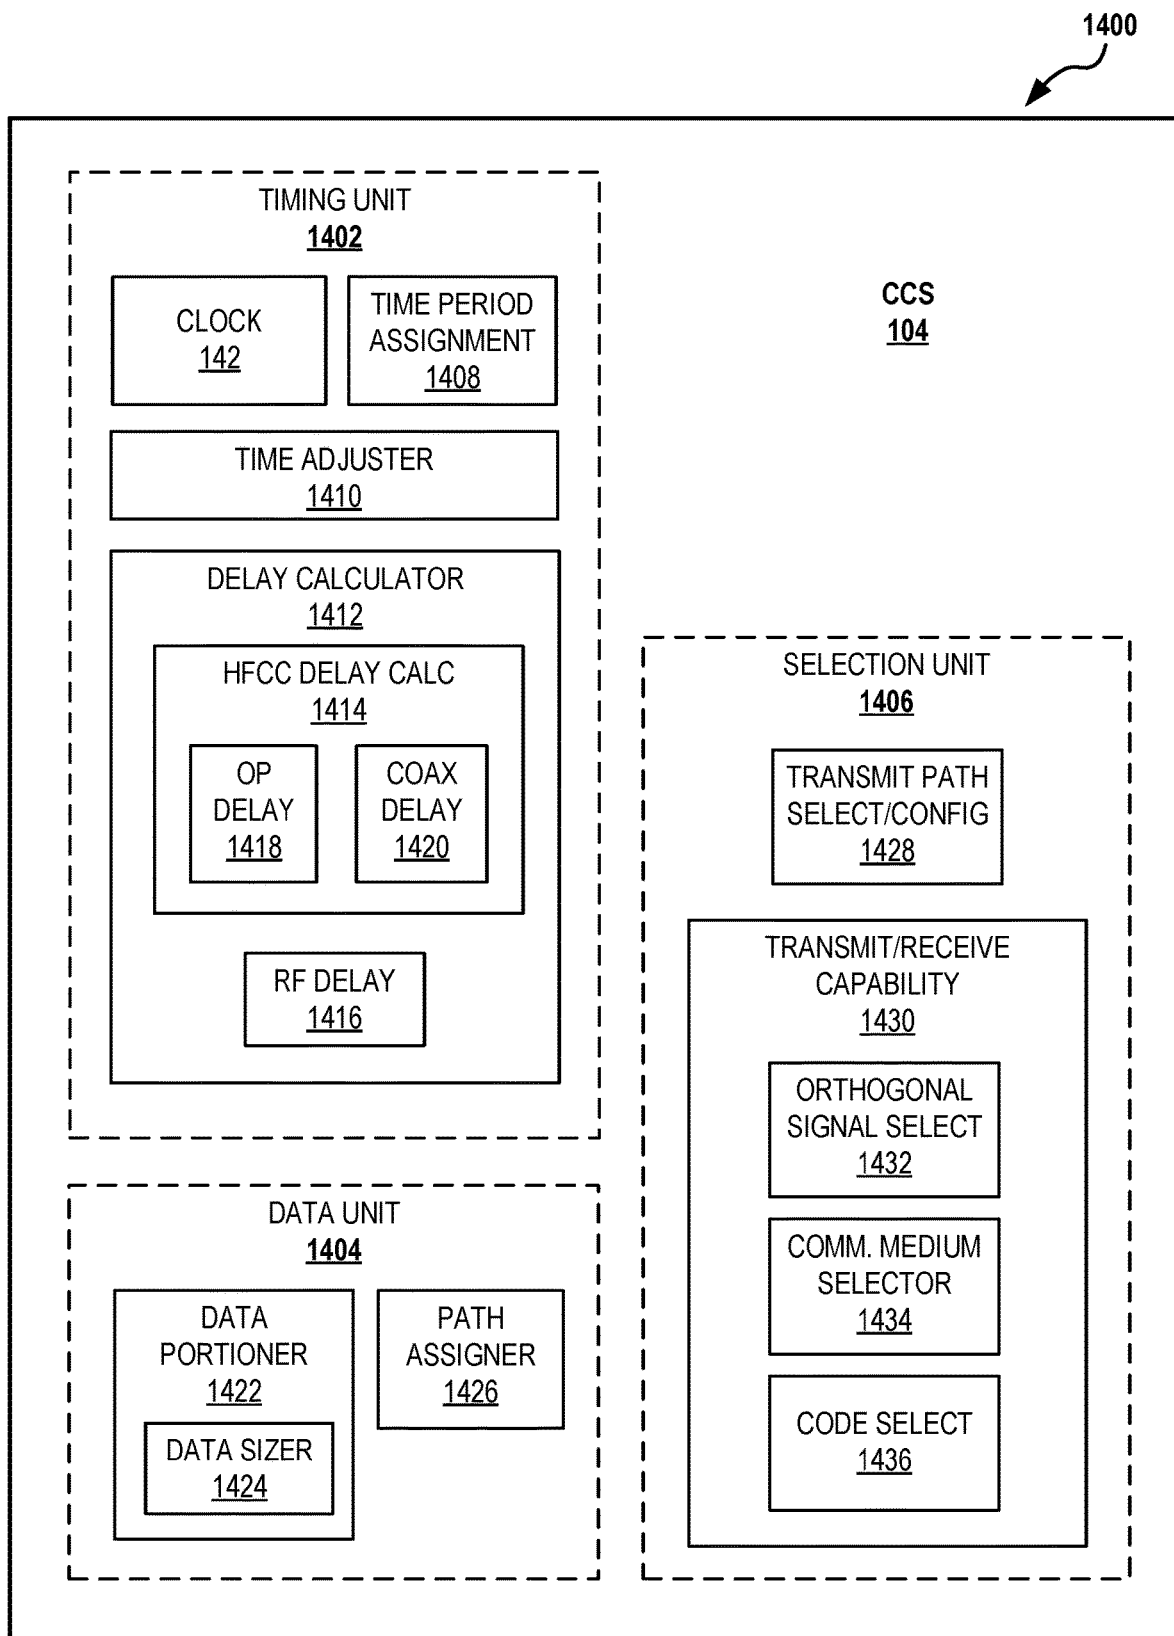 1400
TIMING UNIT
1402
CLOCK
142
TIME PERIOD
ASSIGNMENT
1408
CCS
104
TIME ADJUSTER
1410
DELAY CALCULATOR
1412
HFCC DELAY CALC
1414
OP
DELAY
1418
COAX
DELAY
1420
RF DELAY
1416
SELECTION UNIT
1406
TRANSMIT PATH
SELECT/CONFIG
1428
TRANSMIT/RECEIVE
CAPABILITY
1430
ORTHOGONAL
SIGNAL SELECT
1432
COMM. MEDIUM
SELECTOR
1434
CODE SELECT
1436
DATA UNIT
1404
DATA
PORTIONER
1422
DATA SIZER
1424
PATH
ASSIGNER
1426